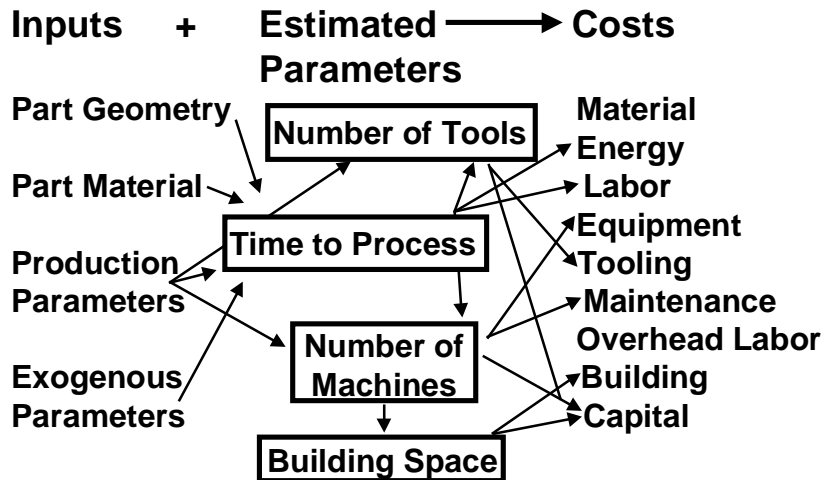 Inputs + Estimated Parameters Costs
Part Geometry
Part Material
Production
Parameters
Exogenous
Parameters
Number of Tools
Time to Process
Number of
Machines
Building Space
Material
Energy
Labor
Equipment
Tooling
Maintenance
Overhead Labor
Building
Capital